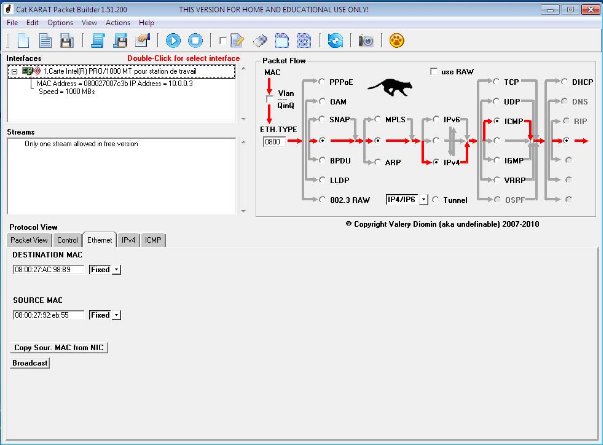 Cat KARAT Packet Builder 1.51.200 THIS VERSION FOR HOME AND EDUCATIONAL USE ONLY!
File Edit Options View Actions Help
Interfaces Double-Click for select interface
1.Carte Intel(R) PRO/1000 MT pour station de travail
MAC Address = 080027007c3b IP Address = 10.0.0.3
Speed = 1000 MBs
Streams
Only one stream allowed in free version
Packet Flow
MAC
use RAW
Vlan
QinQ
ETH.TYPE
0800
PPPoE
OAM
SNAP
BPDU
LLDP
802.3 RAW
MPLS
ARP
IP4/IP6
IPv6
IPv4
Tunnel
TCP
UDP
ICMP
IGMP
VRRP
OSPF
DHCP
DNS
RIP
© Copyright Valery Diomin (aka undefinable) 2007-2010
Protocol View
Packet View Control Ethernet IPv4 ICMP
DESTINATION MAC
08:00:27:AC:98:89 Fixed
SOURCE MAC
08:00:27:92:eb:55 Fixed
Copy Sour. MAC from NIC
Broadcast